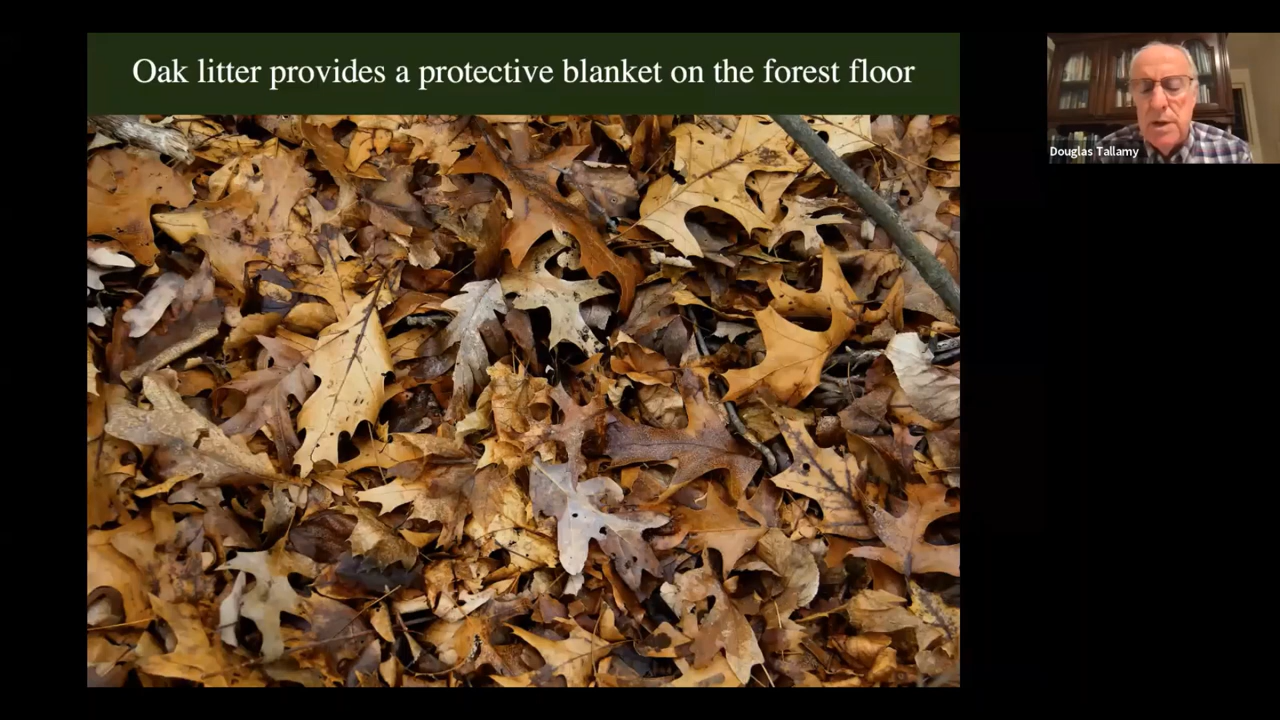 Oak litter provides a protective blanket on the forest floor
Douglas Tallamy